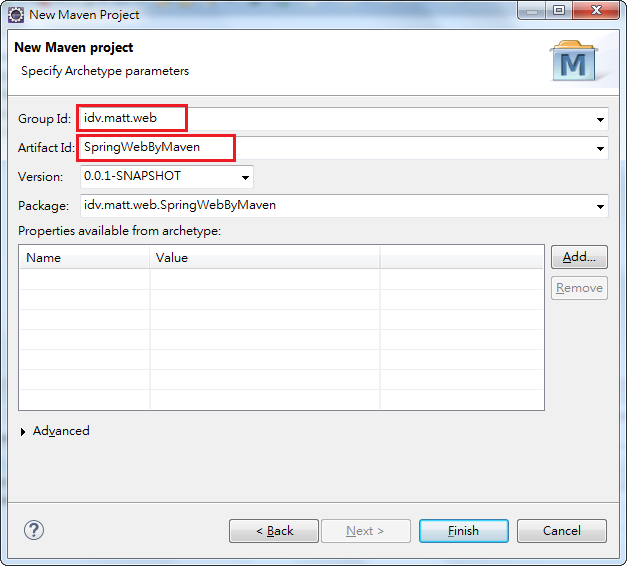 New Maven Project
New Maven project
Specify Archetype parameters
M
Group Id: idv.matt.web
Artifact Id: SpringWebByMaven
Version: 0.0.1-SNAPSHOT
Package: idv.matt.web.SpringWebByMaven
Properties available from archetype:
Name Value
Add...
Remove
Advanced
? < Back Next > Finish Cancel